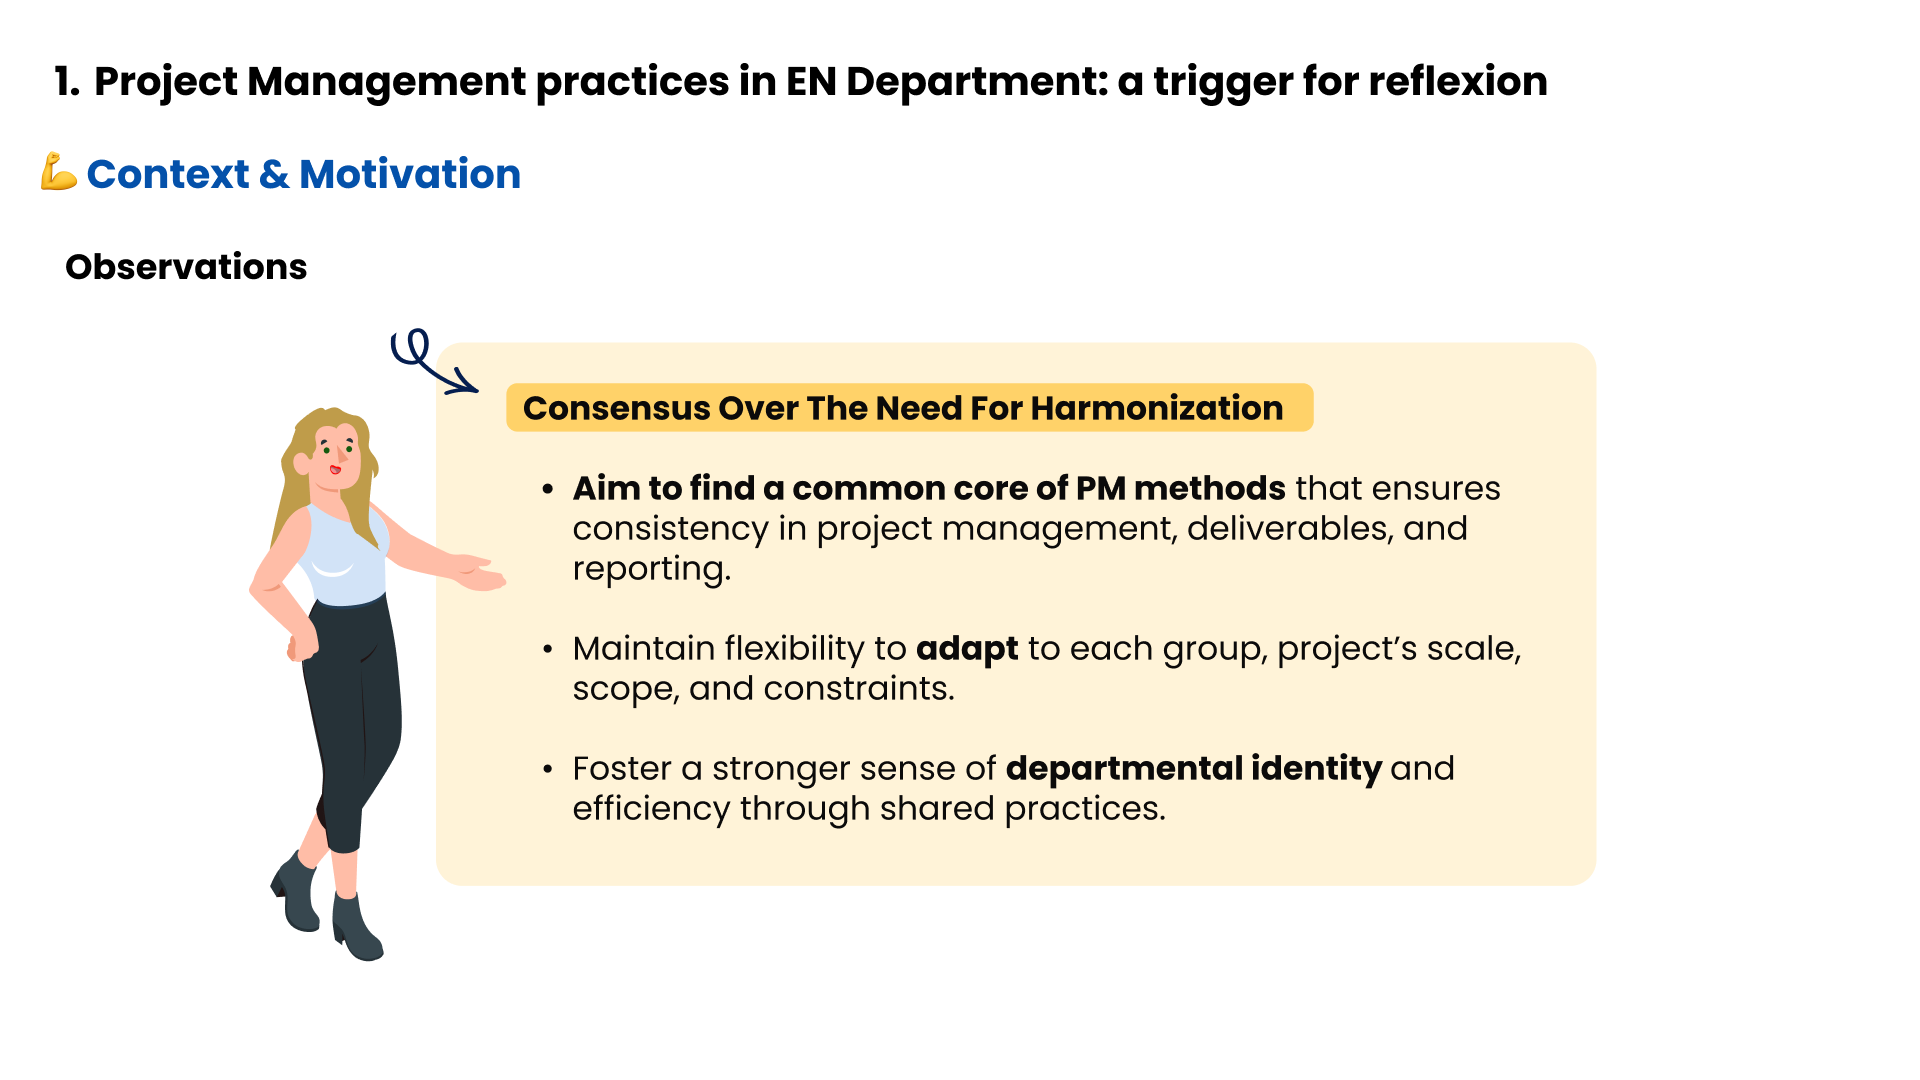 1. Project Management practices in EN Department: a trigger for reflexion
💪 Context & Motivation
Observations
Consensus Over The Need For Harmonization
• Aim to find a common core of PM methods that ensures
consistency in project management, deliverables, and
reporting.
• Maintain flexibility to adapt to each group, project’s scale,
scope, and constraints.
• Foster a stronger sense of departmental identity and
efficiency through shared practices.